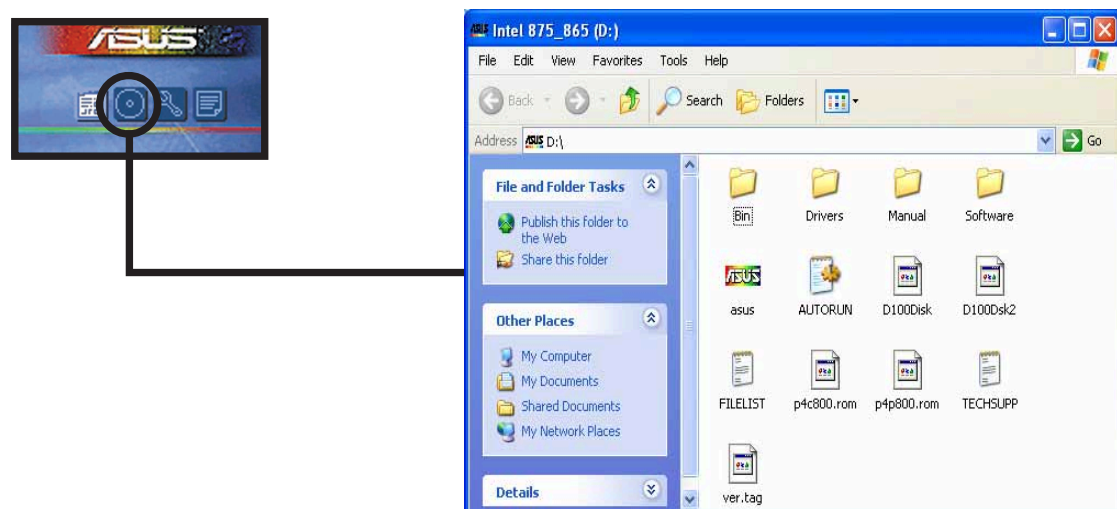 ASUS
Intel 875_865 (D:)
File Edit View Favorites Tools Help
Back Search Folders
Address D:\ Go
File and Folder Tasks
Publish this folder to
the Web
Share this folder
Other Places
My Computer
My Documents
Shared Documents
My Network Places
Details
Bin Drivers Manual Software
ASUS
asus AUTORUN D100Disk D100Dsk2
FILELIST p4c800.rom p4p800.rom TECHSUPP
ver.tag